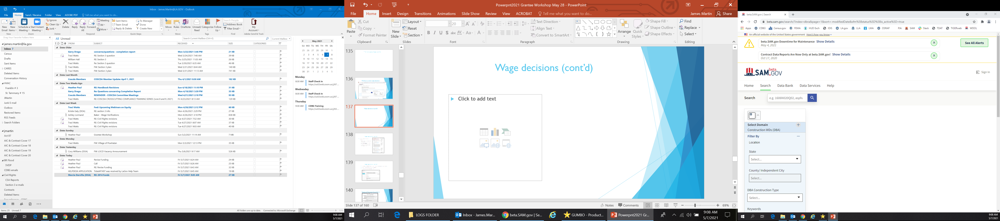 Inbox - James.Martin@LA.GOV - Outlook
File Home Send / Receive Folder View ADOBE PDF Tell me what you want to do...
New Email
New Items
Schedule a Meeting
Start Instant Meeting
Ignore
Clean Up
Junk
Delete
Reply
Reply All
Forward
Meeting
IM
More
Sent Items
Team Email
Reply & Delete
To Manager
Done
Create New
Move
Rules
OneNote
Unread/ Read
Categorize
Follow Up
Search People
Address Book
Filter Email
My Account
New Zoom Delete Respond Quick Steps Move Tags Find Adobe Send & Track
Drag Your Favorite Folders Here
james.martin@la.gov
Inbox 7
Census
Drafts
Sent Items
CARES
Deleted Items
Conversation History
HVAC
Franklin # 3
St. Tammany # 15
JMartin
Junk E-mail
Outbox
Restored Items
RSS Feeds
Search Folders
jmartin
Act 87
AIC & Contract Cover 17
AIC & Contract Cover 18
AIC & Contract Cover 19
AIC & Contract Cover 20
BR Flood
SVDP
CDBG emails
Civil Rights
CSA Reports
Section 3 e-mails
Contracts
Deleted Items
All Unread
Search Current Mailbox (Ctrl+E) Current Mailbox
FROM SUBJECT RECEIVED SIZE CATEGORIES
Date: Older
Gerry Drago concerns/questions - completion report Mon 3/22/2021 3:46 PM 21 KB
Traci Watts RE: Section 3 question Wed 3/24/2021 7:48 AM 39 KB
William Hall RE: Section 3 Thu 3/25/2021 11:03 AM 26 KB
Traci Watts Re: Section 3 question Tue 3/30/2021 6:35 AM 46 KB
Traci Watts FW: Section 3 plan Wed 3/31/2021 8:44 AM 140 KB
Traci Watts FW: Section 3 plan Wed 3/31/2021 11:13 AM 741 KB
Date: Last Month
Coscda Members COSCDA Member Update: April 1, 2021 Thu 4/1/2021 8:50 AM 182 KB
Date: Two Weeks Ago
Heather Paul RE: Handbook Revisions Sun 4/18/2021 11:10 PM 31 KB
Gerry Drago Re: Questions concerning Completion Report Mon 4/19/2021 3:39 PM 35 KB
Coscda Members REMINDER - COSCDA Committee Meetings Wed 4/21/2021 2:18 PM 93 KB
Traci Watts RE: COSCDA CROSSCUTTING COMPLIANCE TRAINING SERIES (June 8 and 9, 2021) Fri 4/23/2021 8:13 AM 120 KB
Date: Last Week
Traci Watts Fwd: Upcoming Webinars on Equity Mon 4/26/2021 2:12 PM 60 KB
Kristie Galy (DOA) RE: section 3 info Mon 4/26/2021 2:29 PM 27 KB
Ashley Lormand Baker - Wage Verifications Mon 4/26/2021 3:18 PM 838 KB
Traci Watts RE: Civil Rights revisions Tue 4/27/2021 7:52 AM 30 KB
Traci Watts RE: Civil Rights revisions Tue 4/27/2021 8:07 AM 37 KB
Traci Watts RE: Civil Rights revisions Tue 4/27/2021 9:03 AM 40 KB
Date: Sunday
Heather Paul Grantee Workshop Sun 5/2/2021 11:14 AM 7 MB
Date: Monday
Traci Watts FW: Village of Powhatan Mon 5/3/2021 12:13 PM 35 KB
Date: Yesterday
Cory Williams (DOA) FW: LOCD Vacancy Announcement Thu 5/6/2021 9:17 AM 526 KB
Date: Today
Heather Paul Revise Funding Fri 5/7/2021 8:24 AM 24 KB
Heather Paul Call Fri 5/7/2021 8:26 AM 25 KB
Heather Paul RE: Revise Funding Fri 5/7/2021 8:43 AM 32 KB
HELPDESK APPLICATION Ticket#7497 was received by LaGov Help Team Fri 5/7/2021 8:45 AM 19 KB
Marcia Darville (DOA) RE: 2014 Funds Fri 5/7/2021 9:05 AM 27 KB
May 2021
SU MO TU WE TH FR SA
25 26 27 28 29 30 1
2 3 4 5 6 7 8
9 10 11 12 13 14 15
16 17 18 19 20 21 22
23 24 25 26 27 28 29
30 31 1 2 3 4 5
Monday
8:30 AM Staff Check In
https://us02web.zoom.us/j/87...
Wednesday
8:30 AM Staff Check In
https://us02web.zoom.us/j/87...
Thursday
9:30 AM CDBG Training
https://us02web.zoom.us/j/83...
Items: 25 Unread: 7 All folders are up to date. Connected to: Microsoft Exchange
9:08 AM
5/7/2021
Powerpnt2021 Grantee Workshop May 28 - PowerPoint
File Home Insert Design Transitions Animations Slide Show Review View ACROBAT Tell me what you want to do... James Martin Share
Paste
Cut
Copy
Format Painter
New Slide
Layout
Reset
Section
20
Text Direction
Align Text
Convert to SmartArt
Arrange
Quick Styles
Shape Fill
Shape Outline
Shape Effects
Find
Replace
Select
Clipboard Slides Font Paragraph Drawing Editing
135
136
137
138
139
140
Wage decisions (cont'd)
Click to add text
Slide 137 of 160 Notes Comments 69%
LOGS FOLDER
Inbox - James.Mar...
beta.SAM.gov | Se...
GUMBO - Product...
Powerpnt2021 Gr...
9:08 AM
5/7/2021
beta.SAM.gov | Search
beta.sam.gov/search/?index=dbra&page=1&sort=-modifiedDate&sfm%5Bstatus%5D%5Bis_active%5D=true
Apps CDBG Census.gov FEMA HUD Exch IDIS LA.gov LLA LMA OSRAP PIA SAM Slack TDAT TIGERweb WDOL
An official website of the United States government Here's how you know
beta.SAM.gov Downtime for Maintenance Show Details
May 4, 2021
See All Alerts
Contract Data Reports Are Now Only at beta.SAM.gov! Show Details
Oct 17, 2020
beta
SAM.GOV
Sign In
Home Search Data Bank Data Services Help
Search e.g. 1606N020Q02, aspha
Select Domain
Construction WDs (DBA)
Filter By
Location
State
Select...
County/ Independent City
Select...
DBA Construction Type
Select...
Keywords
9:08 AM
5/7/2021